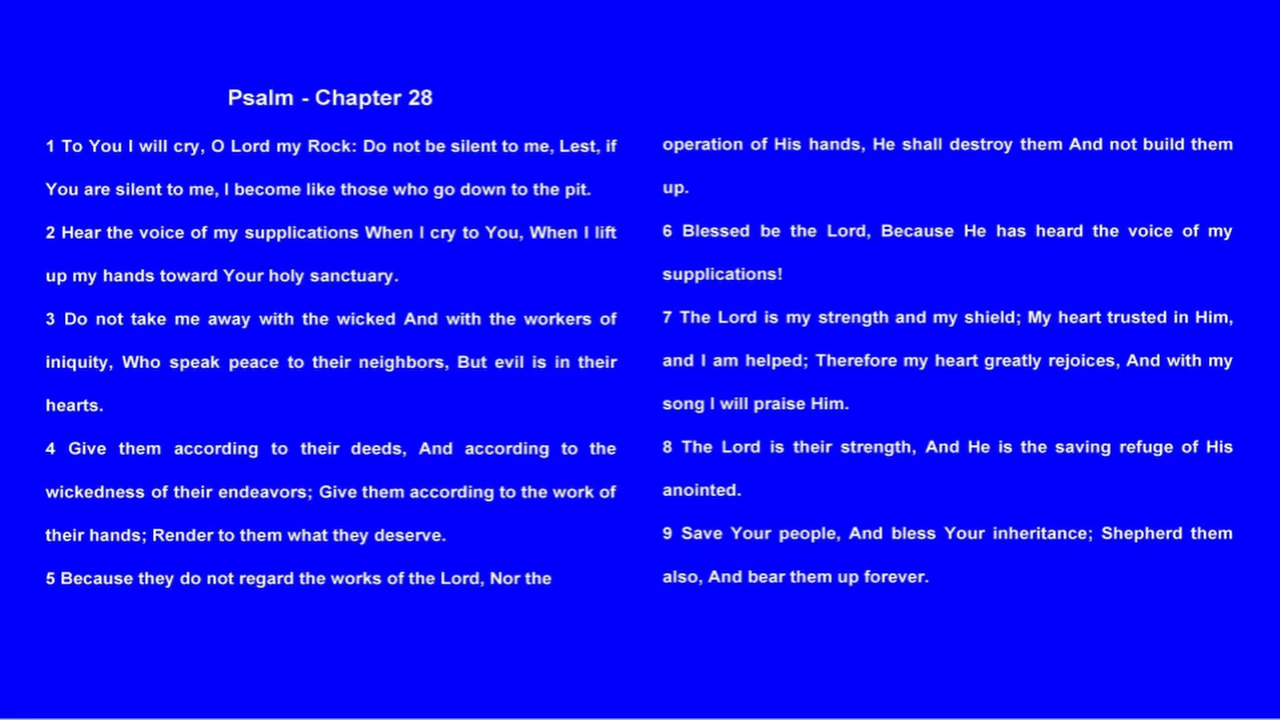 Psalm - Chapter 28
1 To You I will cry, O Lord my Rock: Do not be silent to me, Lest, if
You are silent to me, I become like those who go down to the pit.
2 Hear the voice of my supplications When I cry to You, When I lift
up my hands toward Your holy sanctuary.
3 Do not take me away with the wicked And with the workers of
iniquity, Who speak peace to their neighbors, But evil is in their
hearts.
4 Give them according to their deeds, And according to the
wickedness of their endeavors; Give them according to the work of
their hands; Render to them what they deserve.
5 Because they do not regard the works of the Lord, Nor the
operation of His hands, He shall destroy them And not build them
up.
6 Blessed be the Lord, Because He has heard the voice of my
supplications!
7 The Lord is my strength and my shield; My heart trusted in Him,
and I am helped; Therefore my heart greatly rejoices, And with my
song I will praise Him.
8 The Lord is their strength, And He is the saving refuge of His
anointed.
9 Save Your people, And bless Your inheritance; Shepherd them
also, And bear them up forever.